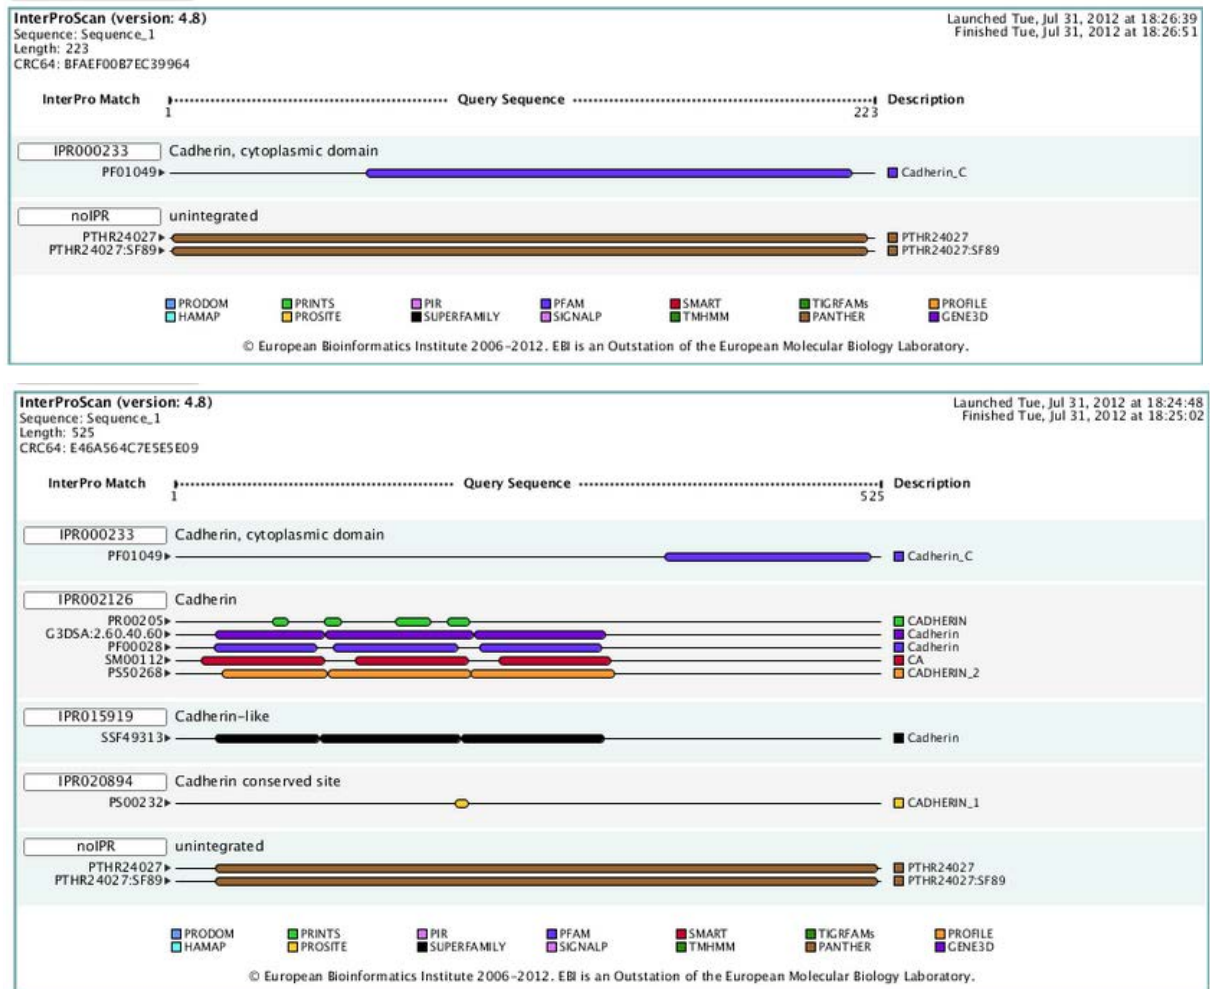 InterProScan (version: 4.8) Launched Tue, Jul 31, 2012 at 18:26:39
Sequence: Sequence_1 Finished Tue, Jul 31, 2012 at 18:26:51
Length: 223
CRC64: BFAEF00B7EC39964
InterPro Match Query Sequence Description
1 223
IPR000233 Cadherin, cytoplasmic domain
PF01049 Cadherin_C
noIPR unintegrated
PTHR24027 PTHR24027
PTHR24027:SF89 PTHR24027:SF89
PRODOM PRINTS PIR PFAM SMART TIGRFAMs PROFILE
HAMAP PROSITE SUPERFAMILY SIGNALP TMHMM PANTHER GENE3D
© European Bioinformatics Institute 2006-2012. EBI is an Outstation of the European Molecular Biology Laboratory.
InterProScan (version: 4.8) Launched Tue, Jul 31, 2012 at 18:24:48
Sequence: Sequence_1 Finished Tue, Jul 31, 2012 at 18:25:02
Length: 525
CRC64: E46A564C7E5E5E09
InterPro Match Query Sequence Description
1 525
IPR000233 Cadherin, cytoplasmic domain
PF01049 Cadherin_C
IPR002126 Cadherin
PR00205 CADHERIN
G3DSA:2.60.40.60 Cadherin
PF00028 Cadherin
SM00112 CA
PS50268 CADHERIN_2
IPR015919 Cadherin-like
SSF49313 Cadherin
IPR020894 Cadherin conserved site
PS00232 CADHERIN_1
noIPR unintegrated
PTHR24027 PTHR24027
PTHR24027:SF89 PTHR24027:SF89
PRODOM PRINTS PIR PFAM SMART TIGRFAMs PROFILE
HAMAP PROSITE SUPERFAMILY SIGNALP TMHMM PANTHER GENE3D
© European Bioinformatics Institute 2006-2012. EBI is an Outstation of the European Molecular Biology Laboratory.